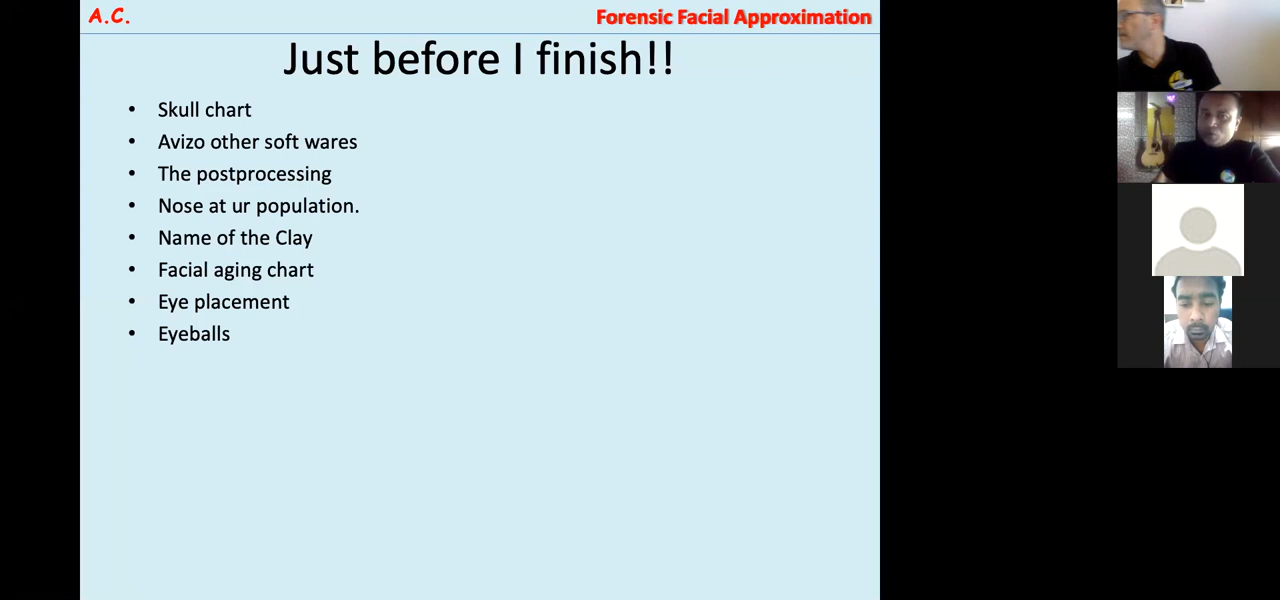 A.C.
Forensic Facial Approximation
Just before I finish!!
• Skull chart
• Avizo other soft wares
• The postprocessing
• Nose at ur population.
• Name of the Clay
• Facial aging chart
• Eye placement
• Eyeballs